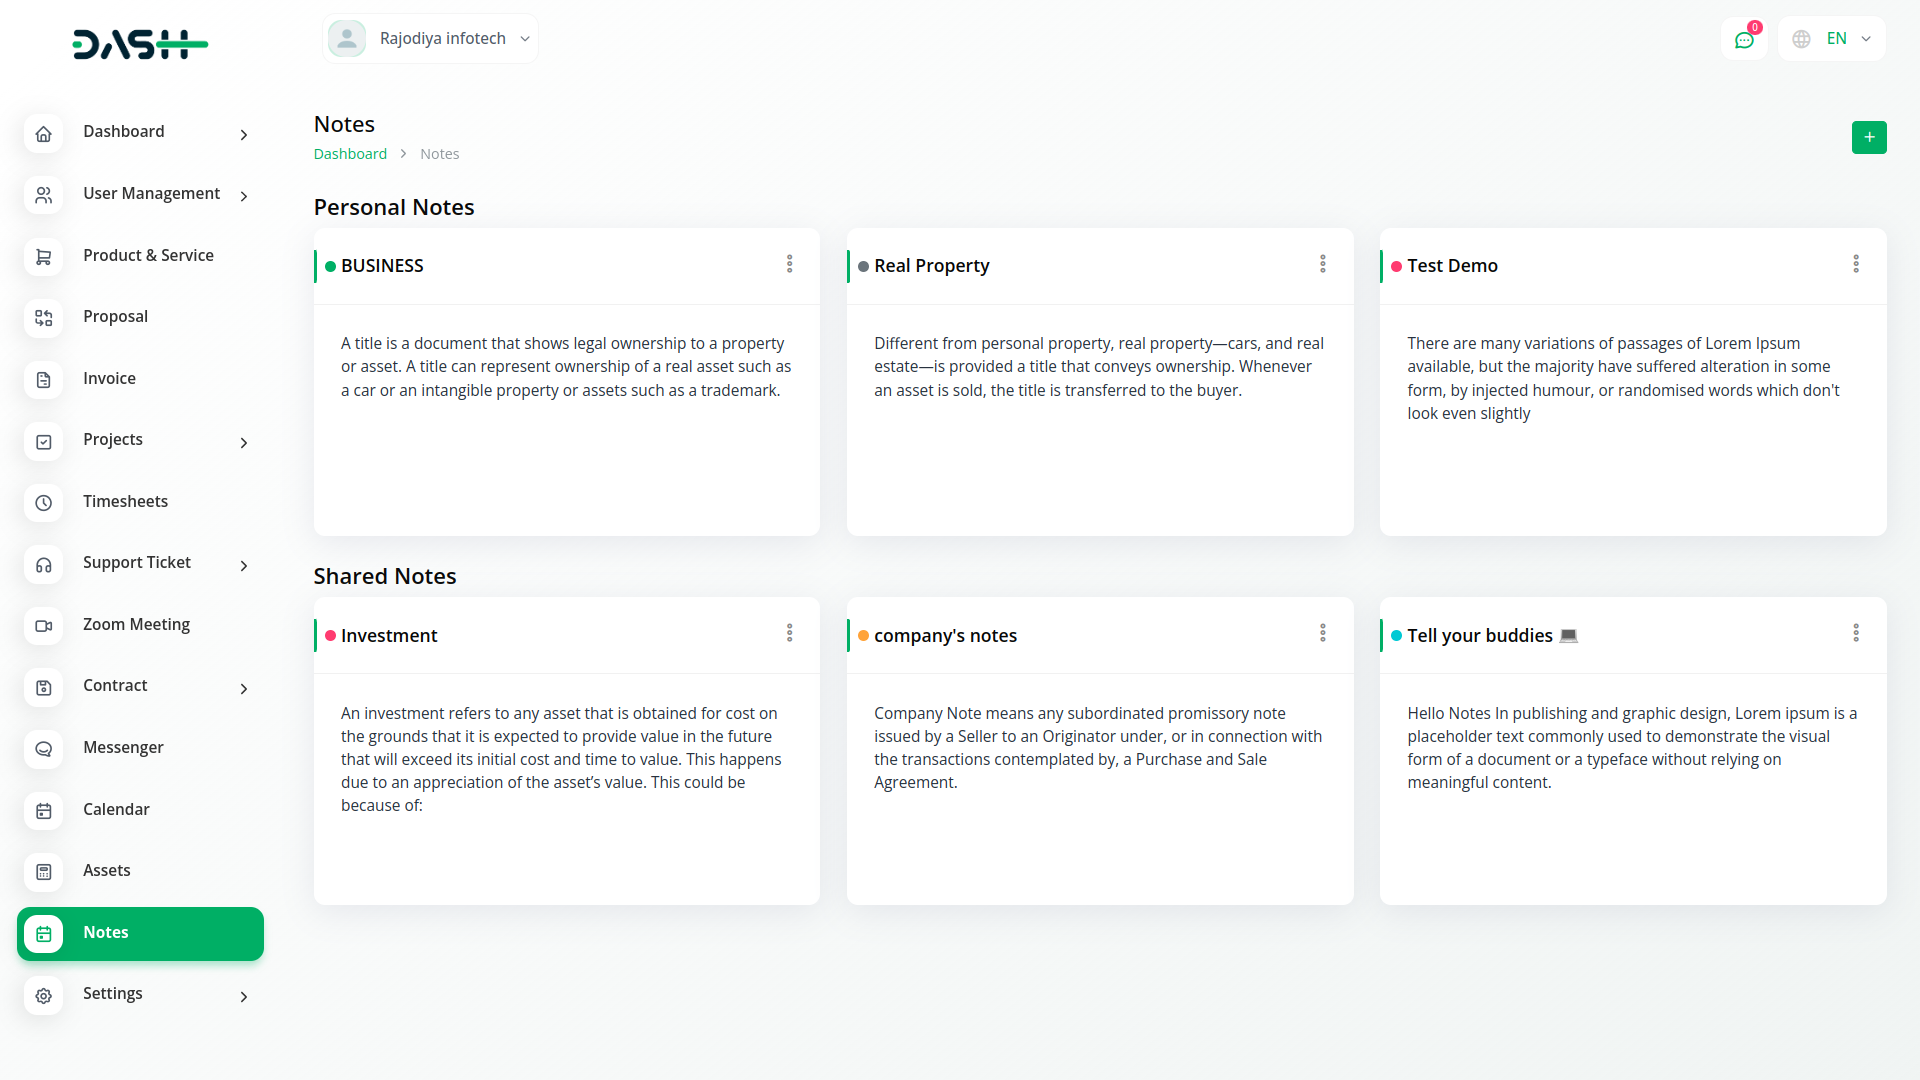 DASH
Rajodiya infotech
0
EN
Dashboard
User Management
Product & Service
Proposal
Invoice
Projects
Timesheets
Support Ticket
Zoom Meeting
Contract
Messenger
Calendar
Assets
Notes
Settings
Notes
Dashboard > Notes
+
Personal Notes
BUSINESS
A title is a document that shows legal ownership to a property
or asset. A title can represent ownership of a real asset such as
a car or an intangible property or assets such as a trademark.
Real Property
Different from personal property, real property—cars, and real
estate—is provided a title that conveys ownership. Whenever
an asset is sold, the title is transferred to the buyer.
Test Demo
There are many variations of passages of Lorem Ipsum
available, but the majority have suffered alteration in some
form, by injected humour, or randomised words which don't
look even slightly
Shared Notes
Investment
An investment refers to any asset that is obtained for cost on
the grounds that it is expected to provide value in the future
that will exceed its initial cost and time to value. This happens
due to an appreciation of the asset’s value. This could be
because of:
company's notes
Company Note means any subordinated promissory note
issued by a Seller to an Originator under, or in connection with
the transactions contemplated by, a Purchase and Sale
Agreement.
Tell your buddies 💻
Hello Notes In publishing and graphic design, Lorem ipsum is a
placeholder text commonly used to demonstrate the visual
form of a document or a typeface without relying on
meaningful content.